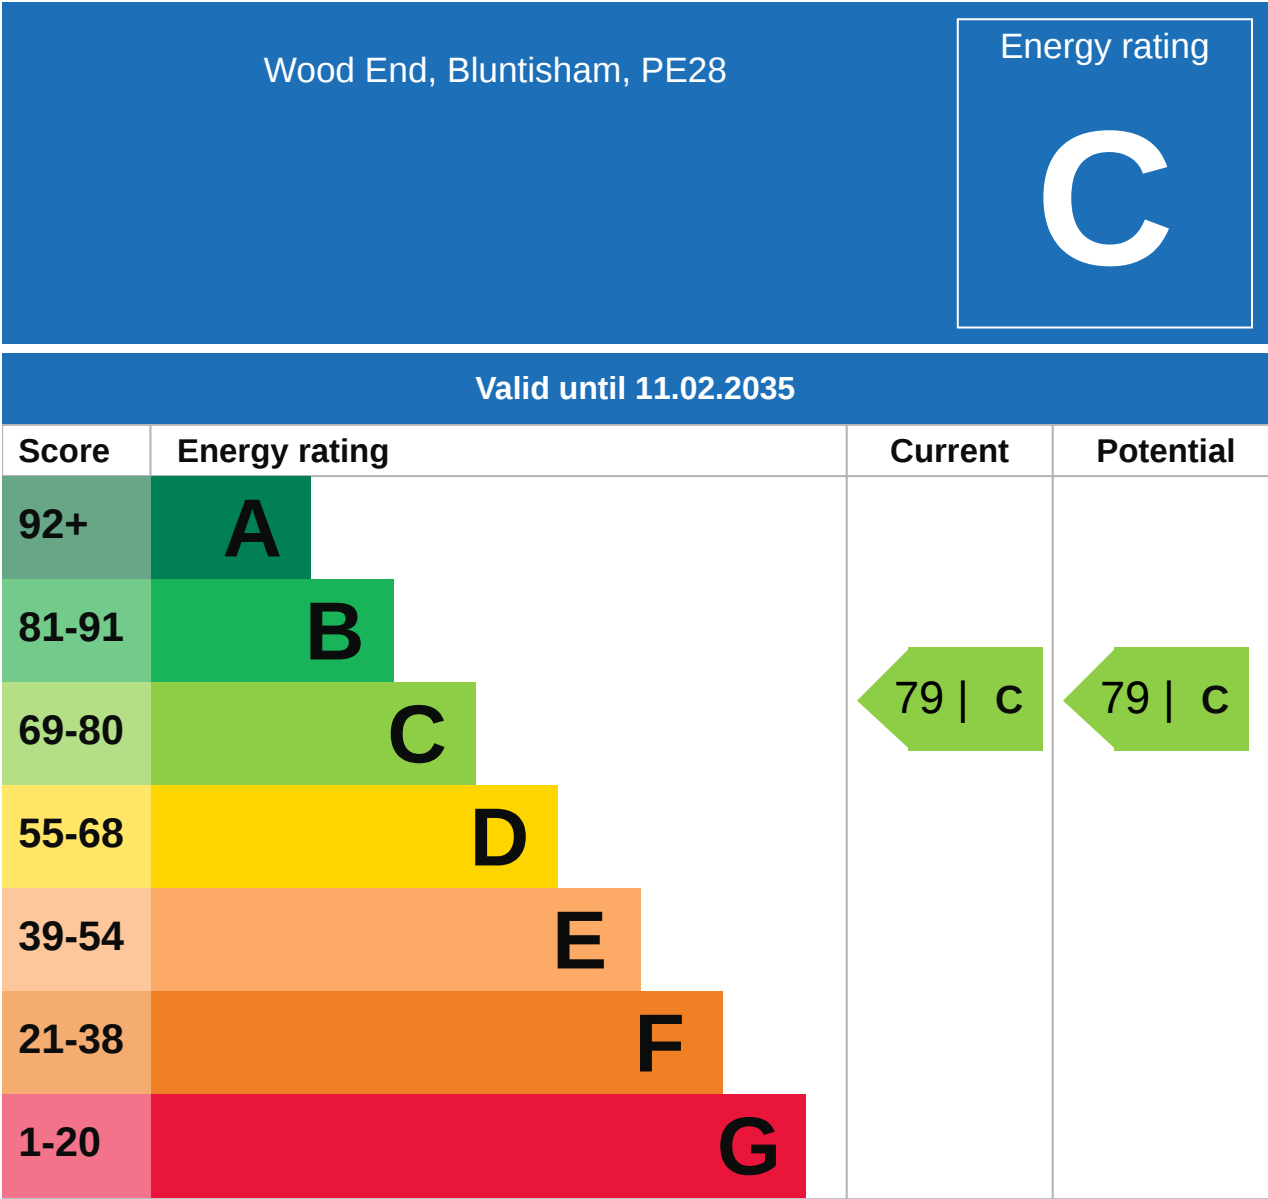 Wood End, Bluntisham, PE28
Energy rating
C
Valid until 11.02.2035
Score Energy rating Current Potential
92+ A
81-91 B
69-80 C
79 | C 79 | C
55-68 D
39-54 E
21-38 F
1-20 G